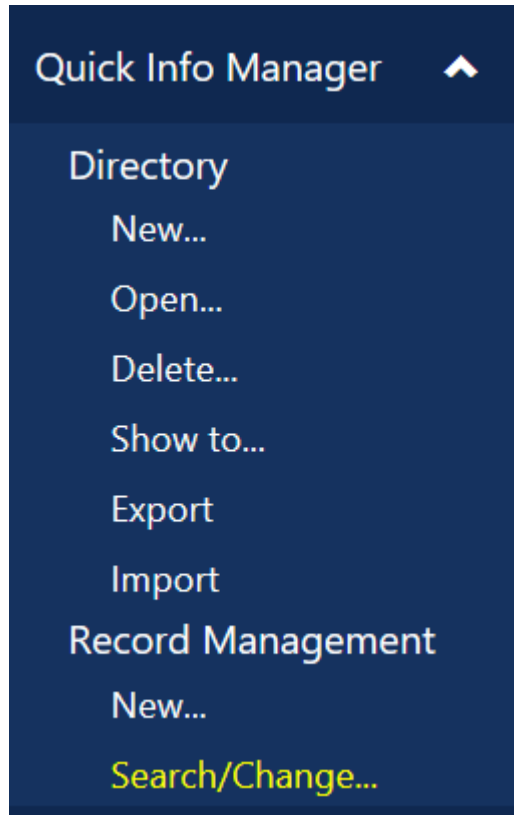 Quick Info Manager
Directory
New...
Open...
Delete...
Show to...
Export
Import
Record Management
New...
Search/Change...